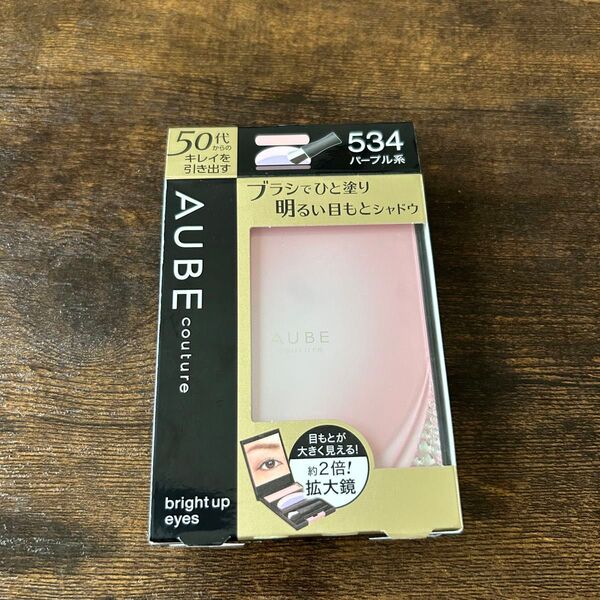 50代
からの
キレイを
引き出す
534
パープル系
ブラシでひと塗り
明るい目もとシャドウ
AUBE
couture
AUBE
couture
目もとが
大きく見える!
約2倍!
拡大鏡
bright up
eyes